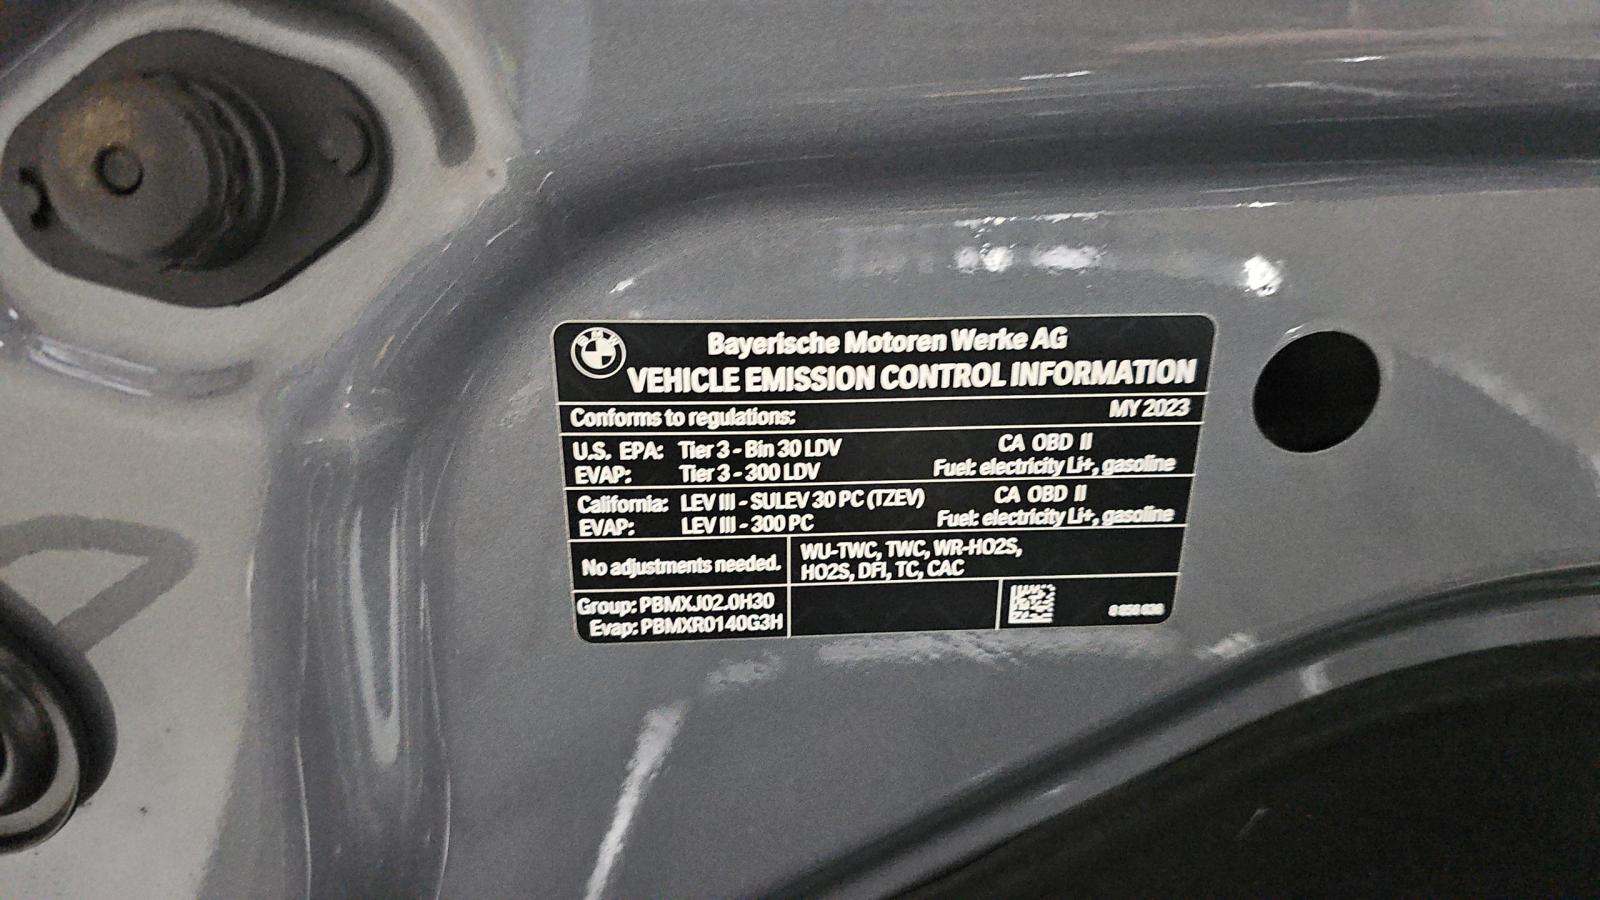 BMW
Bayerische Motoren Werke AG
VEHICLE EMISSION CONTROL INFORMATION
Conforms to regulations: MY 2023
U.S. EPA: Tier 3 - Bin 30 LDV CA OBD II
EVAP: Tier 3 - 300 LDV Fuel: electricity Li+, gasoline
California: LEV III - SULEV 30 PC (TZEV) CA OBD II
EVAP: LEV III - 300 PC Fuel: electricity Li+, gasoline
No adjustments needed.
WU-TWC, TWC, WR-HO2S,
HO2S, DFI, TC, CAC
Group: PBMXJ02.0H30
Evap: PBMXR0140G3H